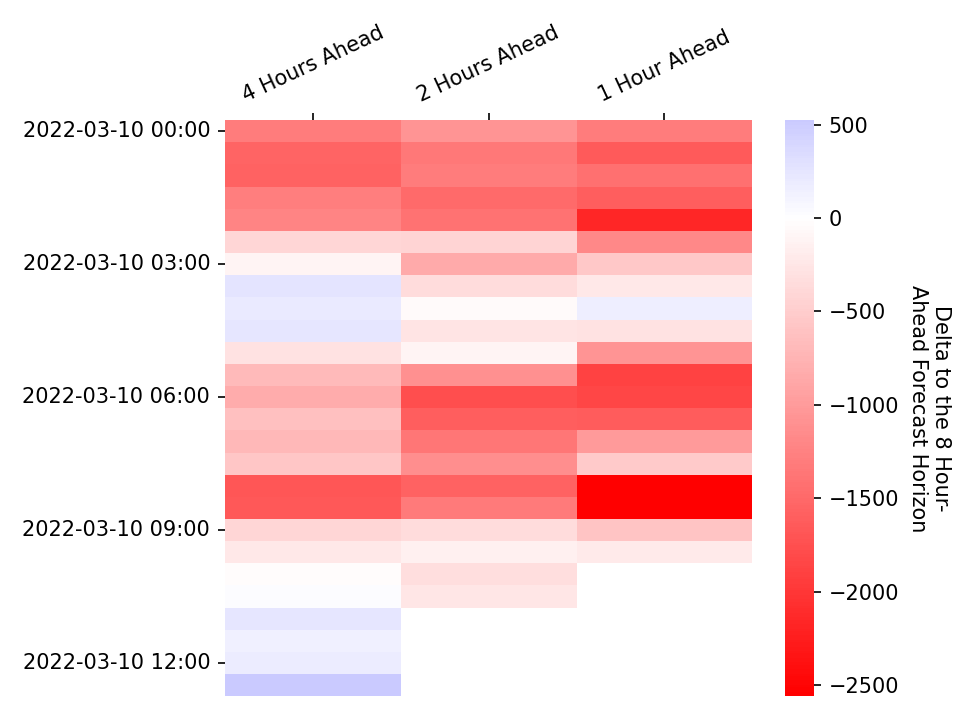 4 Hours Ahead
2 Hours Ahead
1 Hour Ahead
2022-03-10 00:00
2022-03-10 03:00
2022-03-10 06:00
2022-03-10 09:00
2022-03-10 12:00
500
0
−500
−1000
−1500
−2000
−2500
Delta to the 8 Hour-
Ahead Forecast Horizon